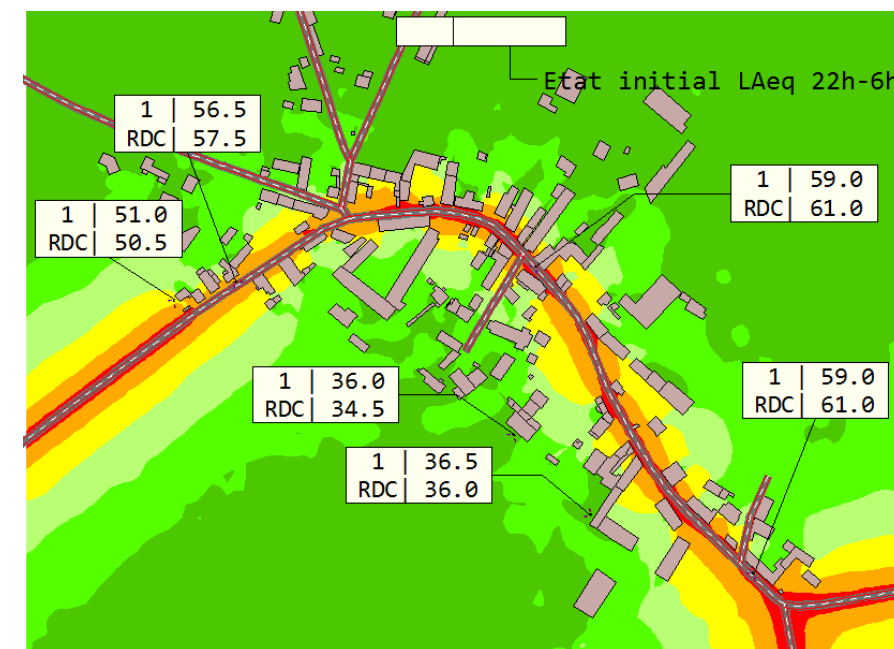 Etat initial LAeq 22h-6h
1 | 56.5
RDC| 57.5
1 | 59.0
RDC| 61.0
1 | 51.0
RDC| 50.5
1 | 36.0
RDC| 34.5
1 | 59.0
RDC| 61.0
1 | 36.5
RDC| 36.0